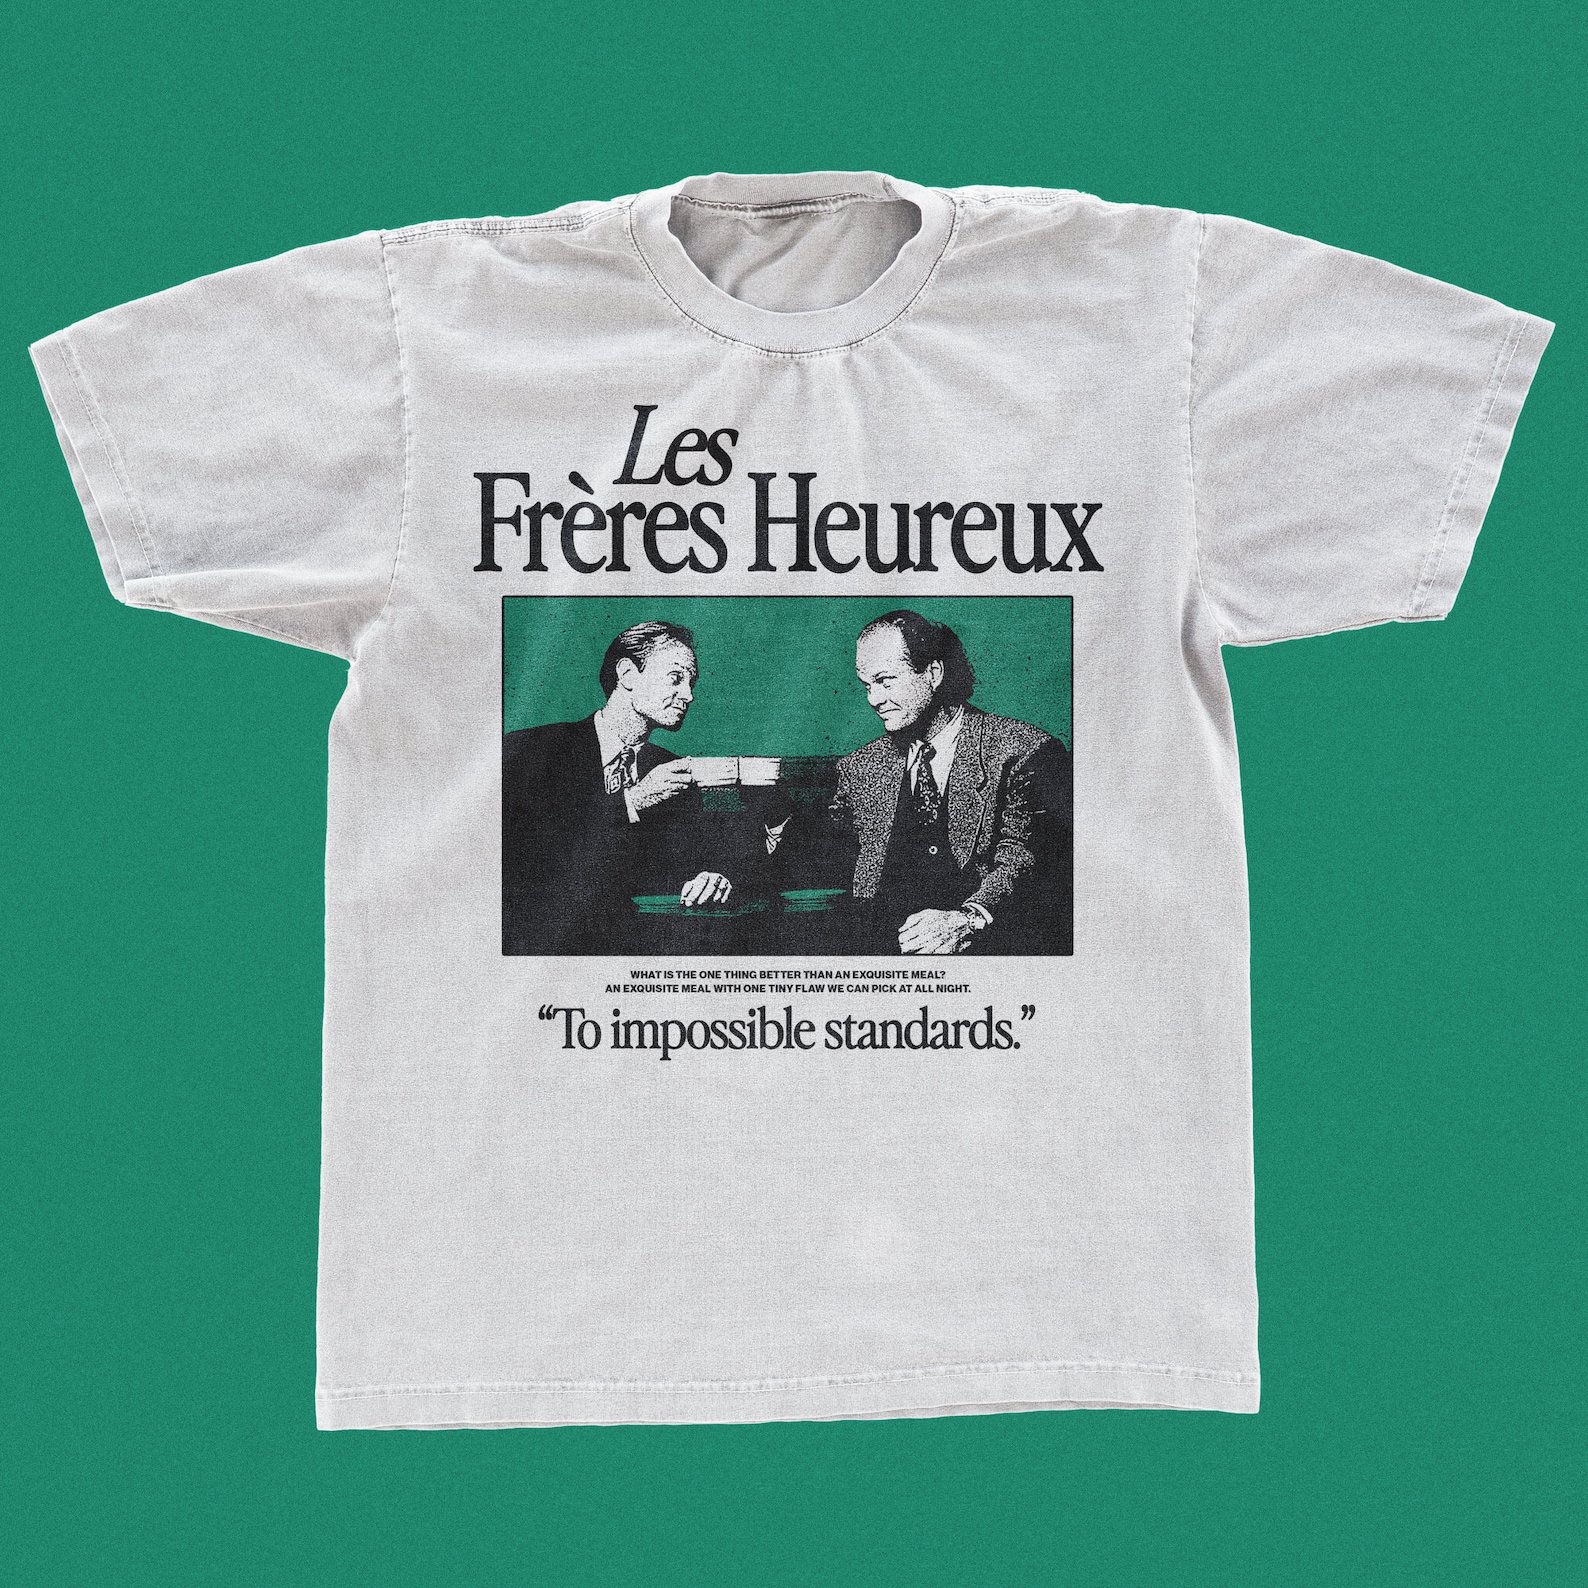 Les
Frères Heureux
WHAT IS THE ONE THING BETTER THAN AN EXQUISITE MEAL?
AN EXQUISITE MEAL WITH ONE TINY FLAW WE CAN PICK AT ALL NIGHT.
“To impossible standards.”